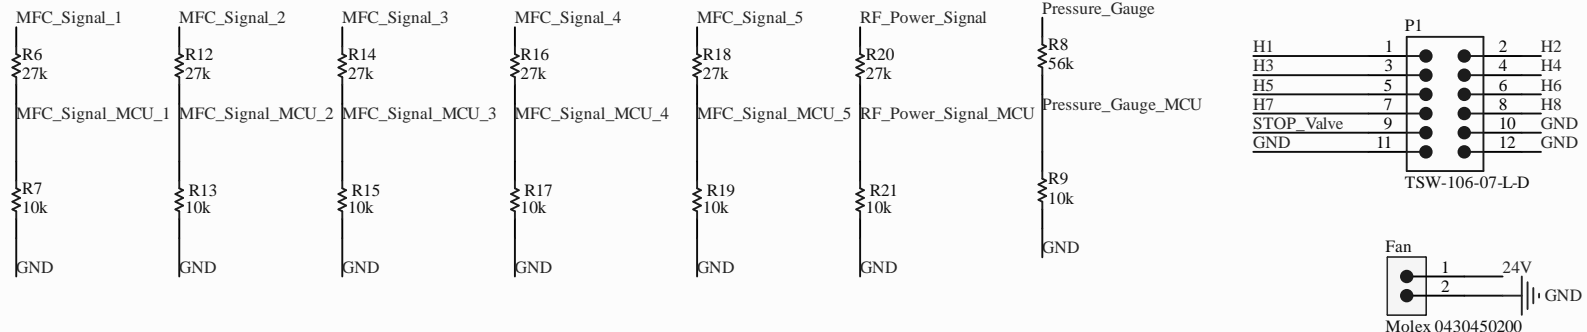 MFC_Signal_1
R6
27k
MFC_Signal_MCU_1
R7
10k
GND
MFC_Signal_2
R12
27k
MFC_Signal_MCU_2
R13
10k
GND
MFC_Signal_3
R14
27k
MFC_Signal_MCU_3
R15
10k
GND
MFC_Signal_4
R16
27k
MFC_Signal_MCU_4
R17
10k
GND
MFC_Signal_5
R18
27k
MFC_Signal_MCU_5
R19
10k
GND
RF_Power_Signal
R20
27k
RF_Power_Signal_MCU
R21
10k
GND
Pressure_Gauge
R8
56k
Pressure_Gauge_MCU
R9
10k
GND
P1
H1 1 2 H2
H3 3 4 H4
H5 5 6 H6
H7 7 8 H8
STOP_Valve 9 10 GND
GND 11 12 GND
TSW-106-07-L-D
Fan
1 24V
2 GND
Molex 0430450200